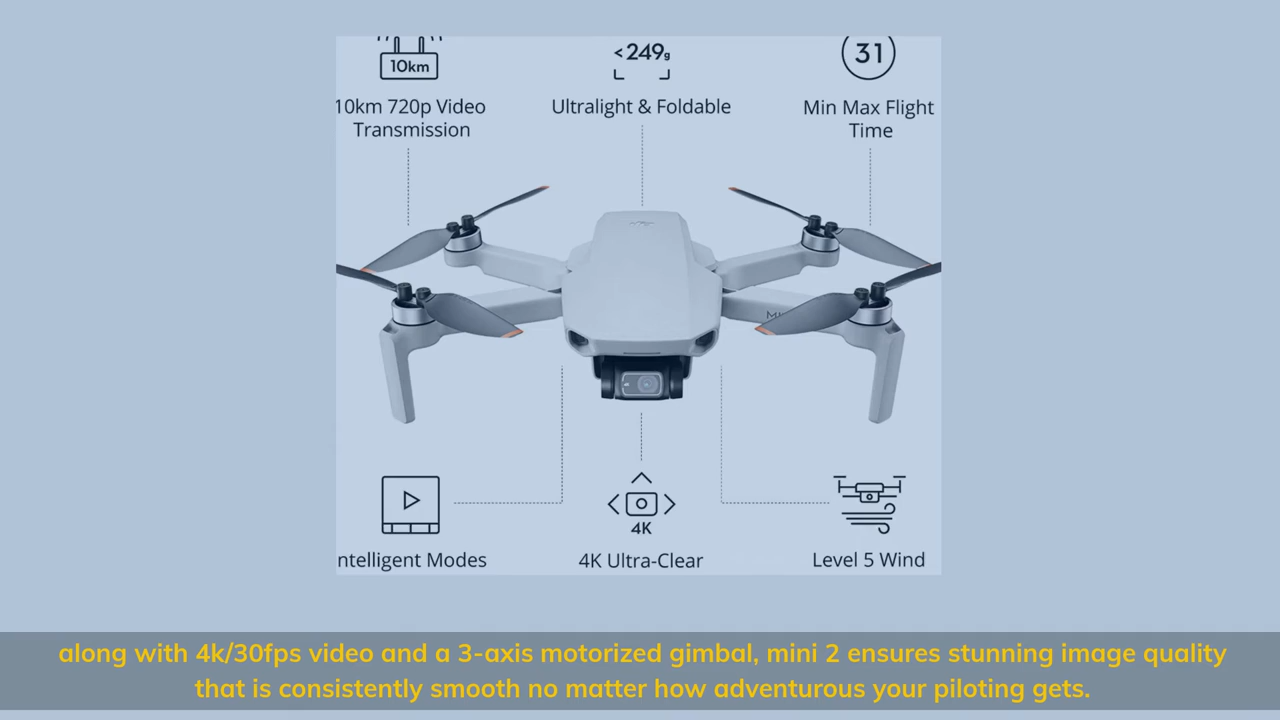 10km
<249g
31
10km 720p Video
Transmission
Ultralight & Foldable
Min Max Flight
Time
4K
ntelligent Modes
4K Ultra-Clear
Level 5 Wind
along with 4k/30fps video and a 3-axis motorized gimbal, mini 2 ensures stunning image quality
that is consistently smooth no matter how adventurous your piloting gets.